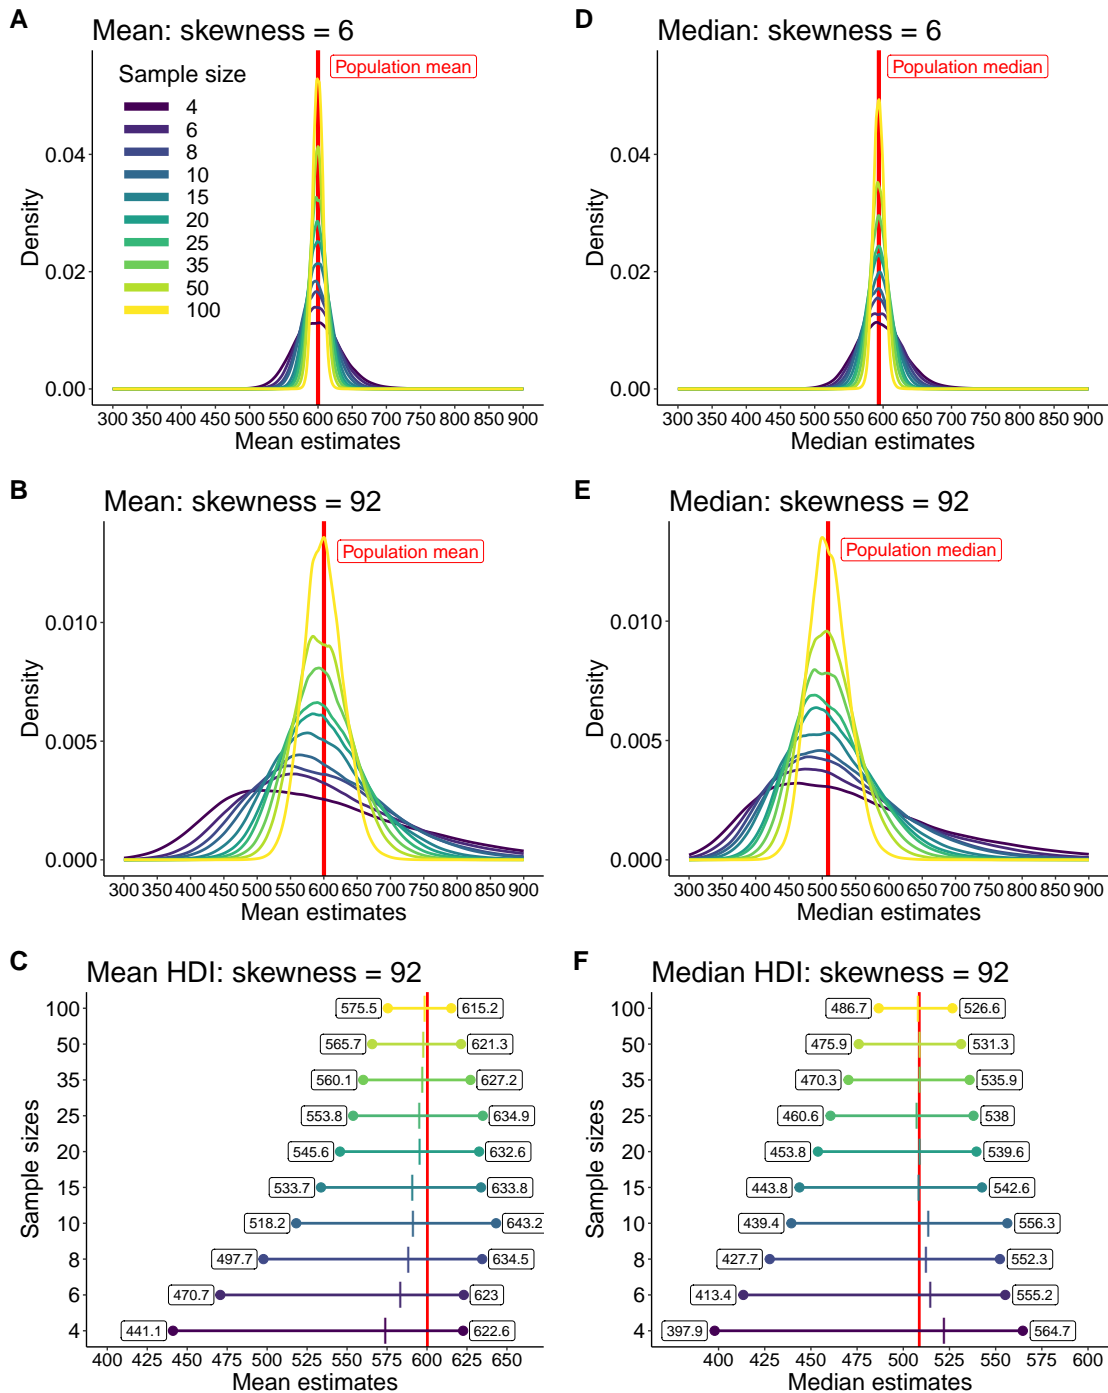 A
Mean: skewness = 6
Population mean
Sample size
4
6
8
10
15
20
25
35
50
100
Density
0.04
0.02
0.00
300 350 400 450 500 550 600 650 700 750 800 850 900
Mean estimates
D
Median: skewness = 6
Population median
Density
0.04
0.02
0.00
300 350 400 450 500 550 600 650 700 750 800 850 900
Median estimates
B
Mean: skewness = 92
Population mean
Density
0.010
0.005
0.000
300 350 400 450 500 550 600 650 700 750 800 850 900
Mean estimates
E
Median: skewness = 92
Population median
Density
0.010
0.005
0.000
300 350 400 450 500 550 600 650 700 750 800 850 900
Median estimates
C
Mean HDI: skewness = 92
Sample sizes
100 575.5 615.2
50 565.7 621.3
35 560.1 627.2
25 553.8 634.9
20 545.6 632.6
15 533.7 633.8
10 518.2 643.2
8 497.7 634.5
6 470.7 623
4 441.1 622.6
400 425 450 475 500 525 550 575 600 625 650
Mean estimates
F
Median HDI: skewness = 92
Sample sizes
100 486.7 526.6
50 475.9 531.3
35 470.3 535.9
25 460.6 538
20 453.8 539.6
15 443.8 542.6
10 439.4 556.3
8 427.7 552.3
6 413.4 555.2
4 397.9 564.7
400 425 450 475 500 525 550 575 600
Median estimates